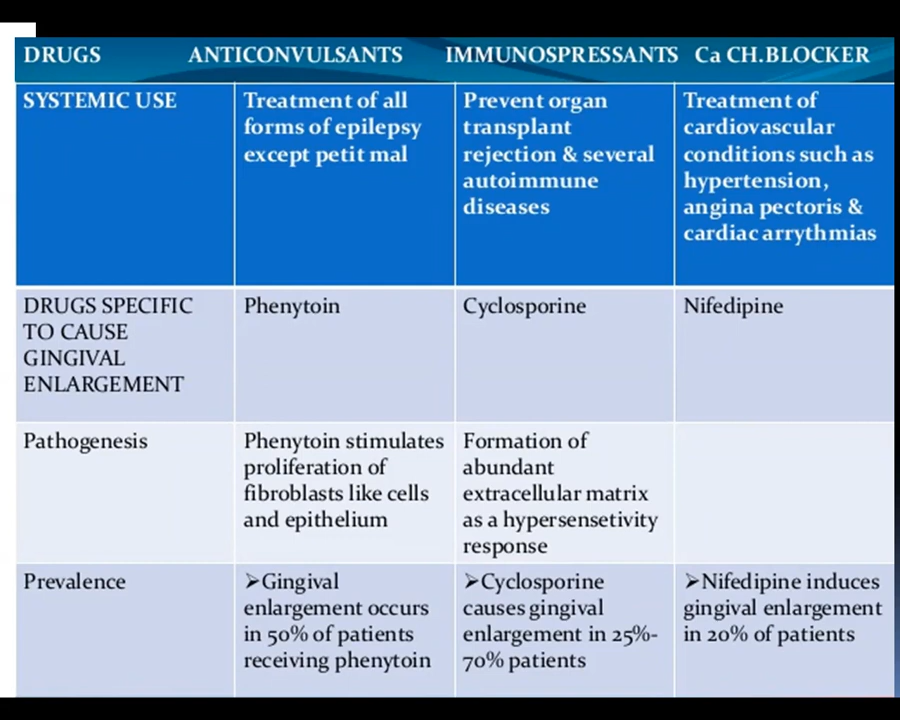 DRUGS ANTICONVULSANTS IMMUNOSPRESSANTS Ca CH.BLOCKER
SYSTEMIC USE
Treatment of all
forms of epilepsy
except petit mal
Prevent organ
transplant
rejection & several
autoimmune
diseases
Treatment of
cardiovascular
conditions such as
hypertension,
angina pectoris &
cardiac arrythmias
DRUGS SPECIFIC
TO CAUSE
GINGIVAL
ENLARGEMENT
Phenytoin
Cyclosporine
Nifedipine
Pathogenesis
Phenytoin stimulates
proliferation of
fibroblasts like cells
and epithelium
Formation of
abundant
extracellular matrix
as a hypersensetivity
response
Prevalence
➢Gingival
enlargement occurs
in 50% of patients
receiving phenytoin
➢Cyclosporine
causes gingival
enlargement in 25%-
70% patients
➢Nifedipine induces
gingival enlargement
in 20% of patients